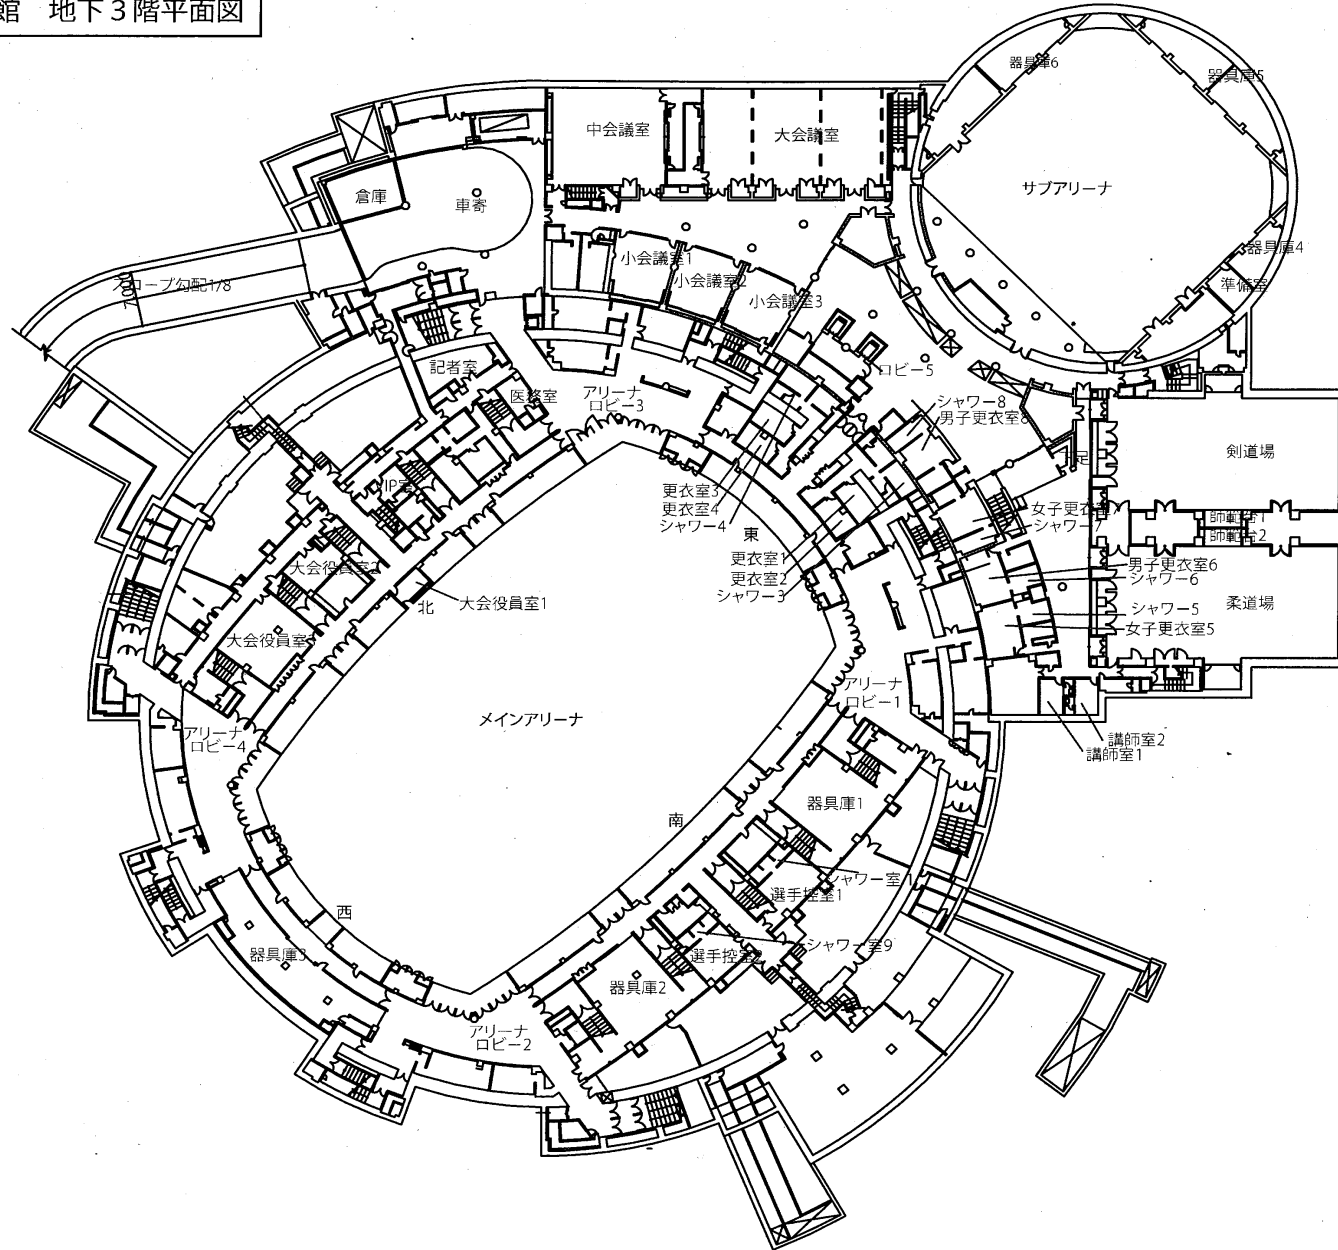 館　地下３階平面図
器具庫6
器具庫5
中会議室
大会議室
サブアリーナ
倉庫
車寄
器具庫4
小会議室1
小会議室2
小会議室3
準備室
スロープ勾配1/8
7000
記者室
医務室
アリーナ
ロビー3
ロビー5
シャワー8
男子更衣室8
剣道場
VIP室
更衣室3
更衣室4
シャワー4
東
女子更衣室7
シャワー7
師範台1
師範台2
更衣室1
更衣室2
シャワー3
男子更衣室6
シャワー6
大会役員室2
大会役員室1
北
シャワー5
女子更衣室5
柔道場
大会役員室
アリーナ
ロビー1
メインアリーナ
アリーナ
ロビー4
講師室2
講師室1
器具庫1
南
シャワー室
選手控室1
西
シャワー室9
選手控室2
器具庫3
器具庫2
アリーナ
ロビー2